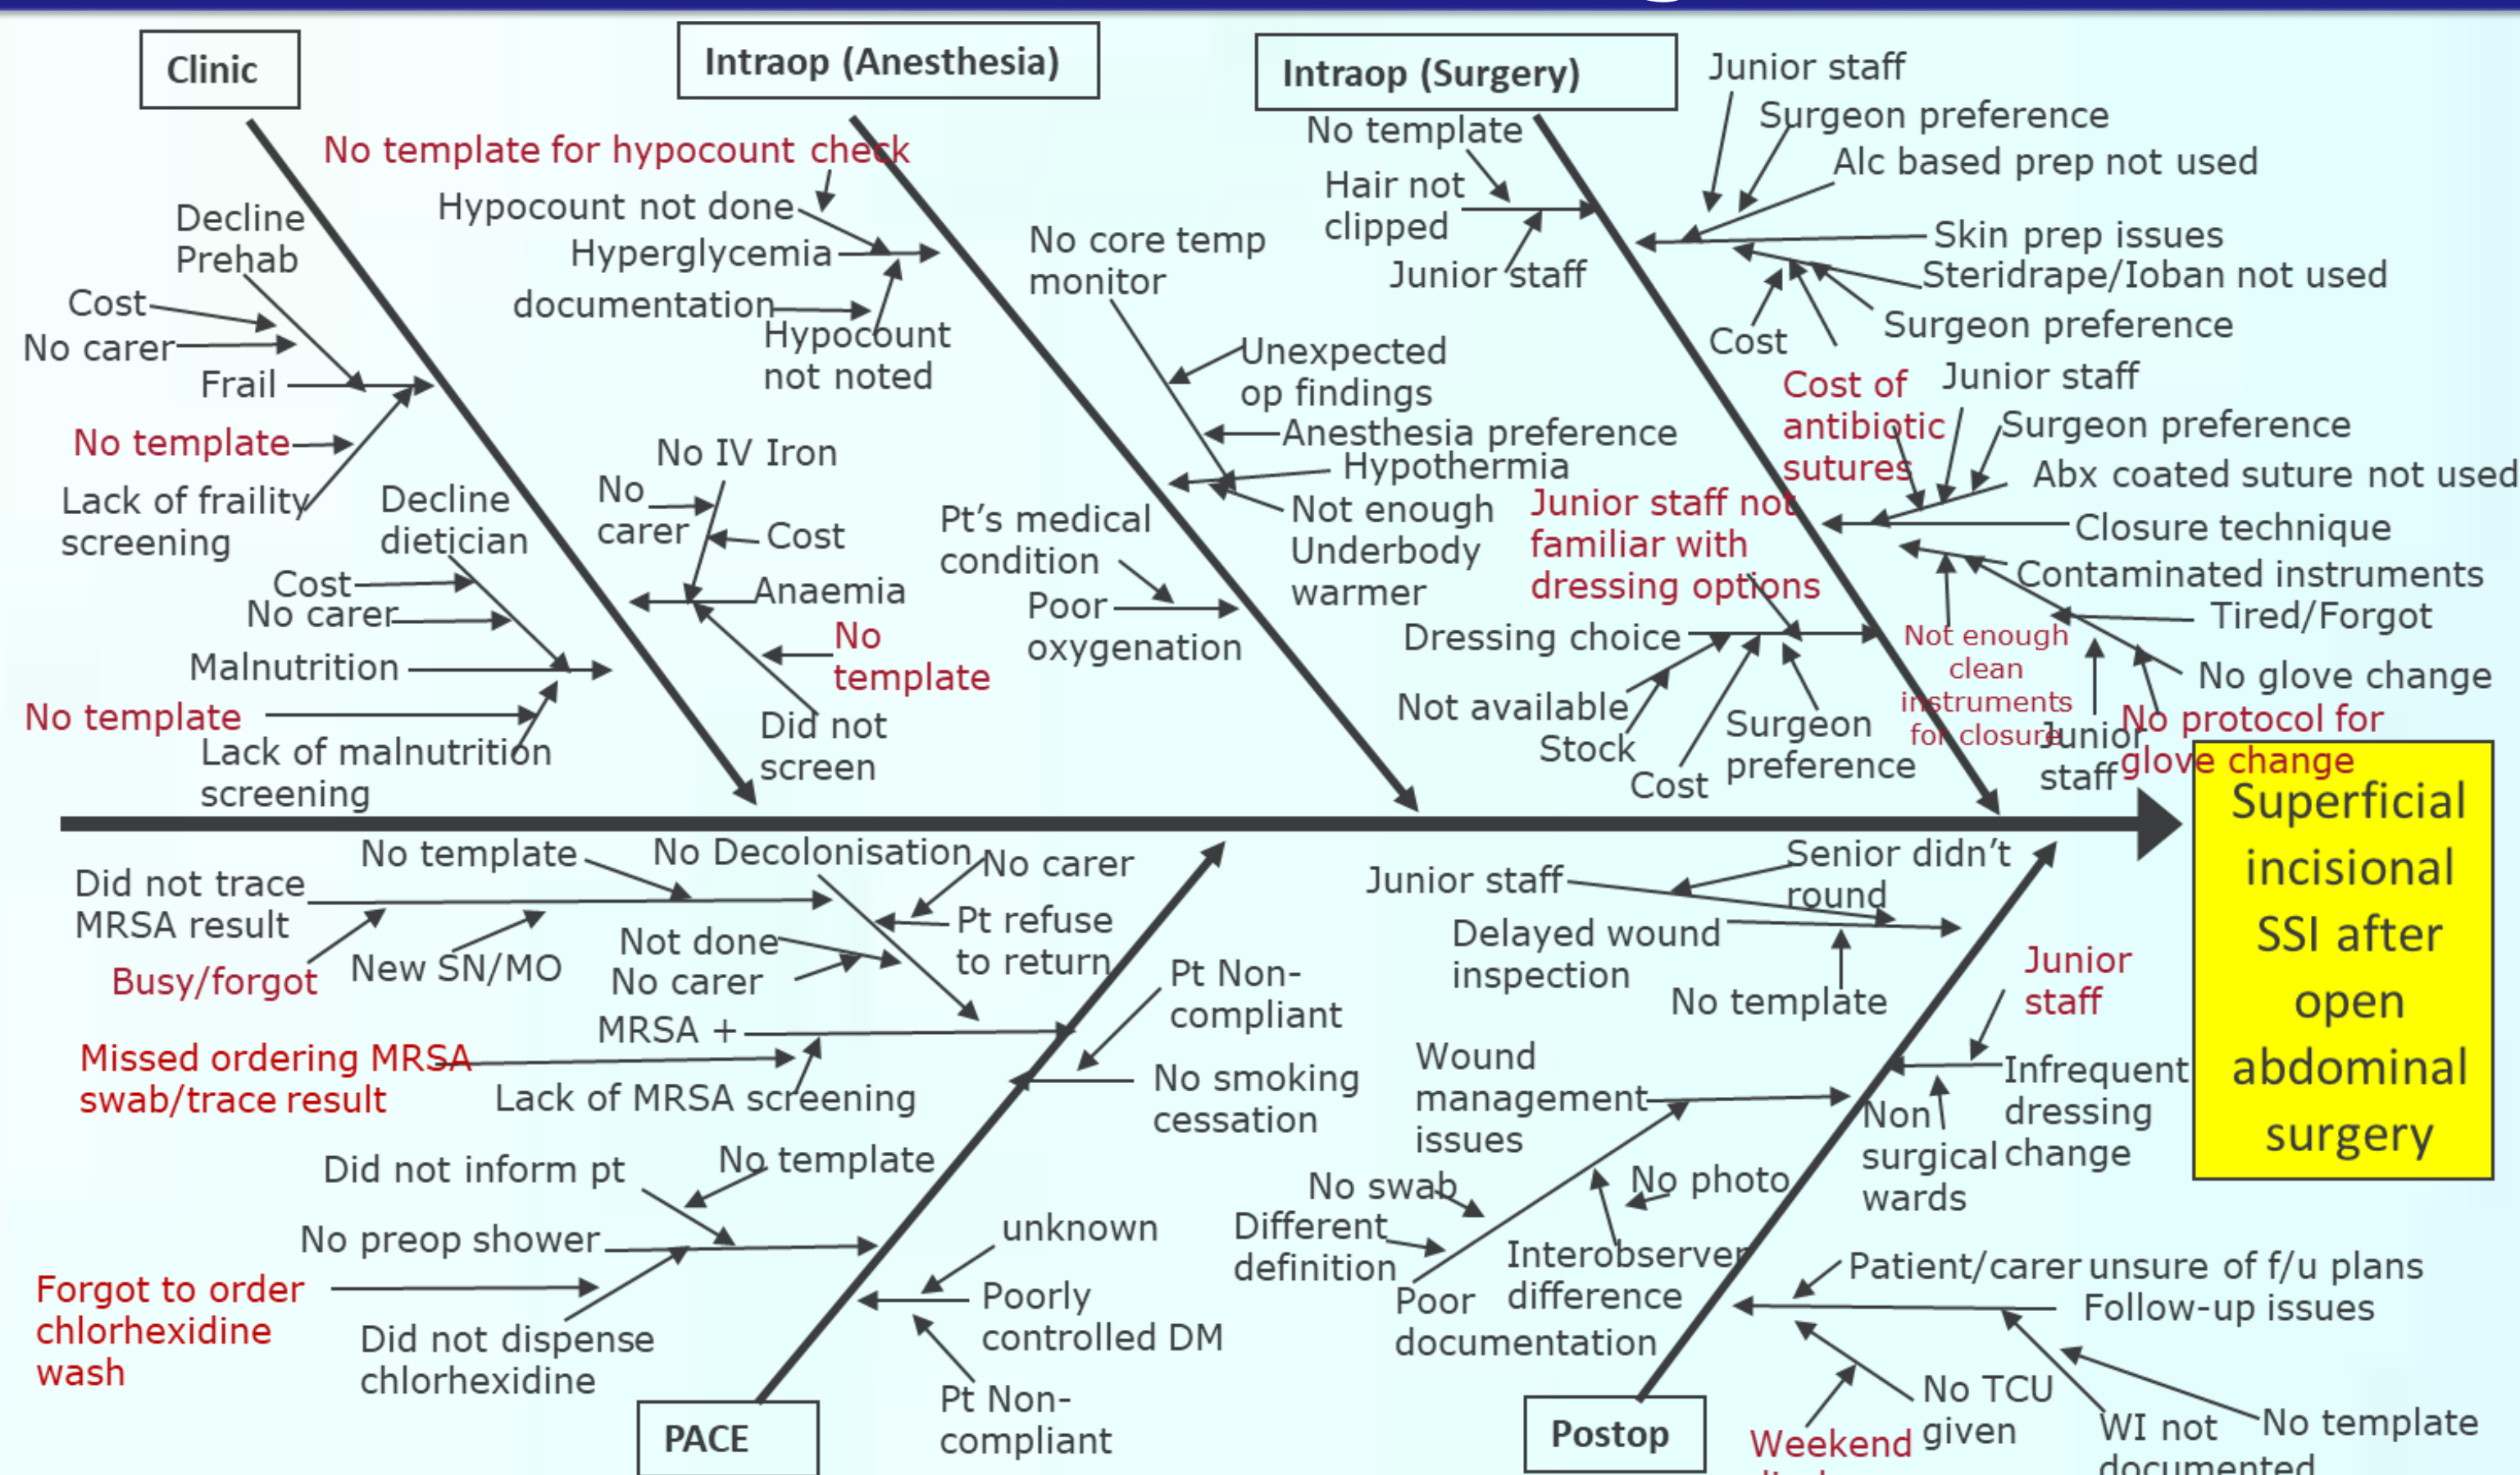 Clinic
Decline
Prehab
Cost
No carer
Frail
No template
Lack of fraility
screening
Decline
dietician
Cost
No carer
Malnutrition
No template
Lack of malnutrition
screening
No IV Iron
No
carer
Cost
Anaemia
No
template
Did not
screen
Intraop (Anesthesia)
No template for hypocount check
Hypocount not done
Hyperglycemia
documentation
Hypocount
not noted
No core temp
monitor
Unexpected
op findings
Anesthesia preference
Hypothermia
Not enough
Underbody
warmer
Pt's medical
condition
Poor
oxygenation
Intraop (Surgery)
No template
Hair not
clipped
Junior staff
Junior staff
Surgeon preference
Alc based prep not used
Skin prep issues
Steridrape/Ioban not used
Surgeon preference
Cost
Cost of
antibiotic
sutures
Junior staff
Surgeon preference
Abx coated suture not used
Closure technique
Contaminated instruments
Tired/Forgot
No glove change
Not enough
clean
instruments
for closure
Junior
staff
No protocol for
glove change
Junior staff not
familiar with
dressing options
Dressing choice
Not available
Stock
Cost
Surgeon
preference
Superficial
incisional
SSI after
open
abdominal
surgery
No template
No Decolonisation
No carer
Did not trace
MRSA result
Busy/forgot
New SN/MO
Not done
No carer
Pt refuse
to return
MRSA +
Missed ordering MRSA
swab/trace result
Lack of MRSA screening
Pt Non-
compliant
No smoking
cessation
Did not inform pt
No template
No preop shower
Forgot to order
chlorhexidine
wash
Did not dispense
chlorhexidine
unknown
Poorly
controlled DM
Pt Non-
compliant
PACE
Junior staff
Senior didn't
round
Delayed wound
inspection
No template
Junior
staff
Infrequent
dressing
change
Non
surgical
wards
Wound
management
issues
No swab
Different
definition
Poor
documentation
No photo
Interobserver
difference
Patient/carer unsure of f/u plans
Follow-up issues
No TCU
given
Weekend
WI not
documented
No template
Postop